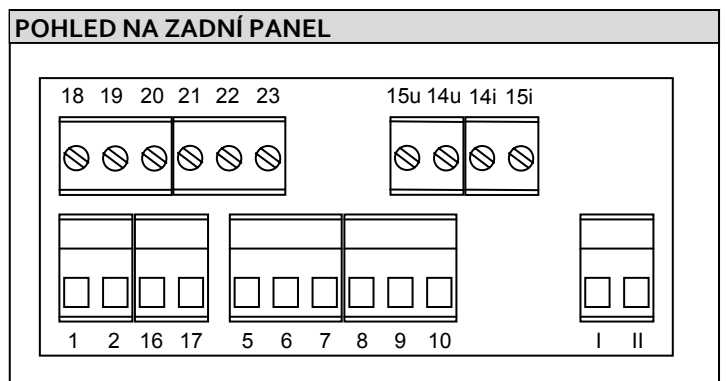 POHLED NA ZADNÍ PANEL
18 19 20 21 22 23 15u 14u 14i 15i
1 2 16 17 5 6 7 8 9 10 I II